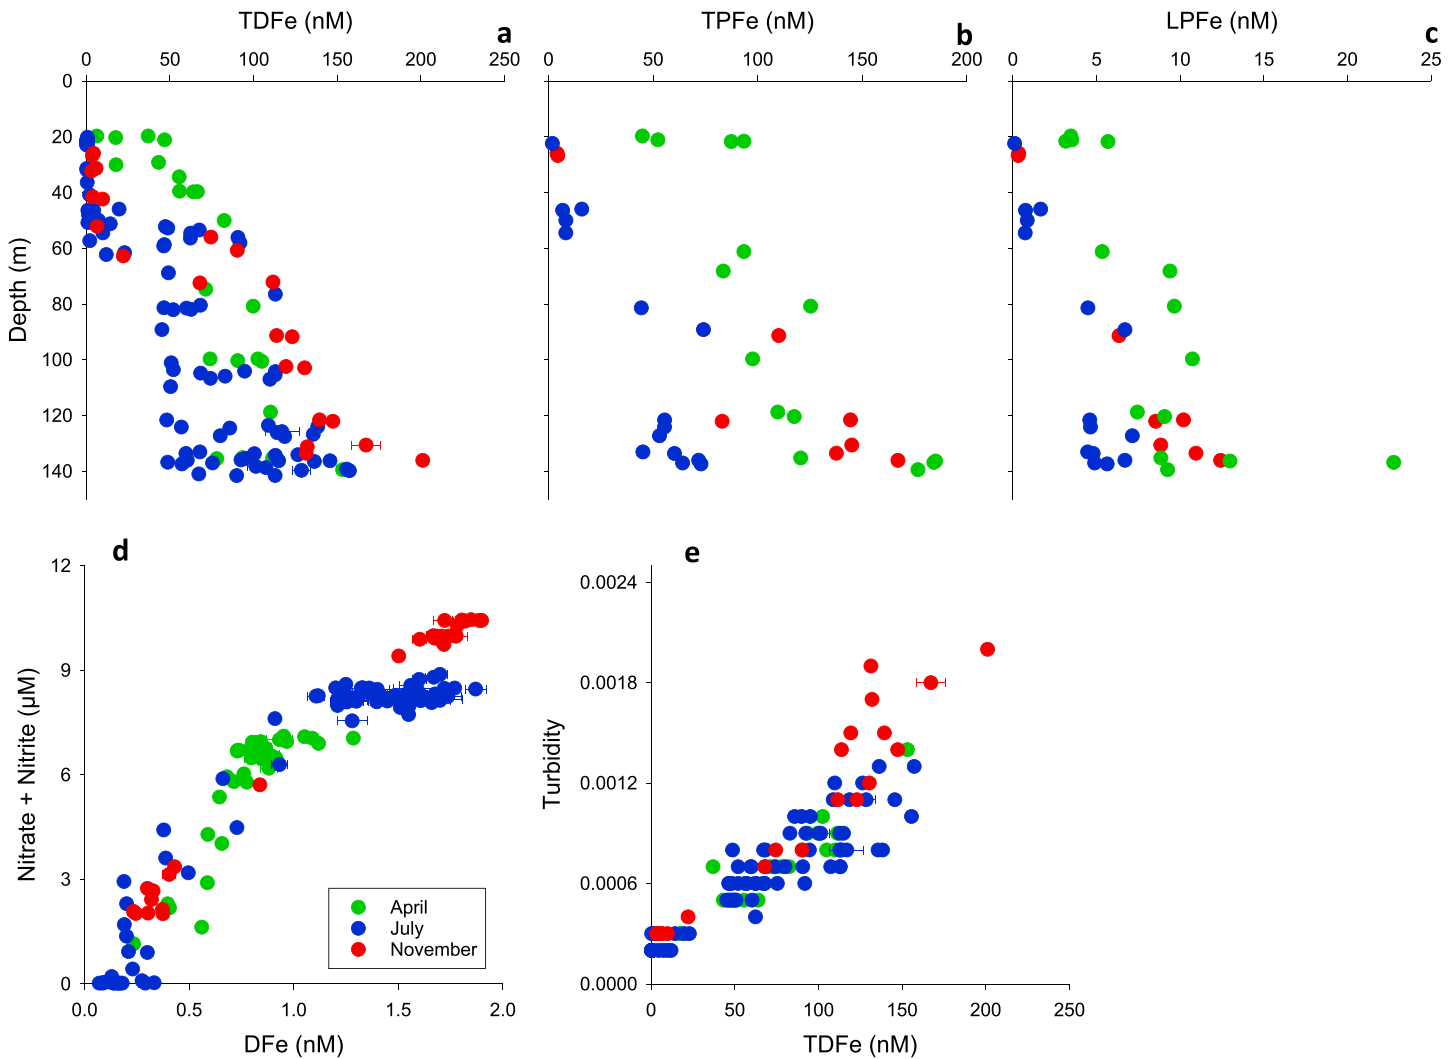 TDFe (nM)
a
0 50 100 150 200 250
TPFe (nM)
b
50 100 150 200
LPFe (nM)
c
0 5 10 15 20 25
Depth (m)
0
20
40
60
80
100
120
140
d
Nitrate + Nitrite (µM)
12
9
6
3
0
0.0 0.5 1.0 1.5 2.0
DFe (nM)
April
July
November
e
Turbidity
0.0024
0.0018
0.0012
0.0006
0.0000
0 50 100 150 200 250
TDFe (nM)